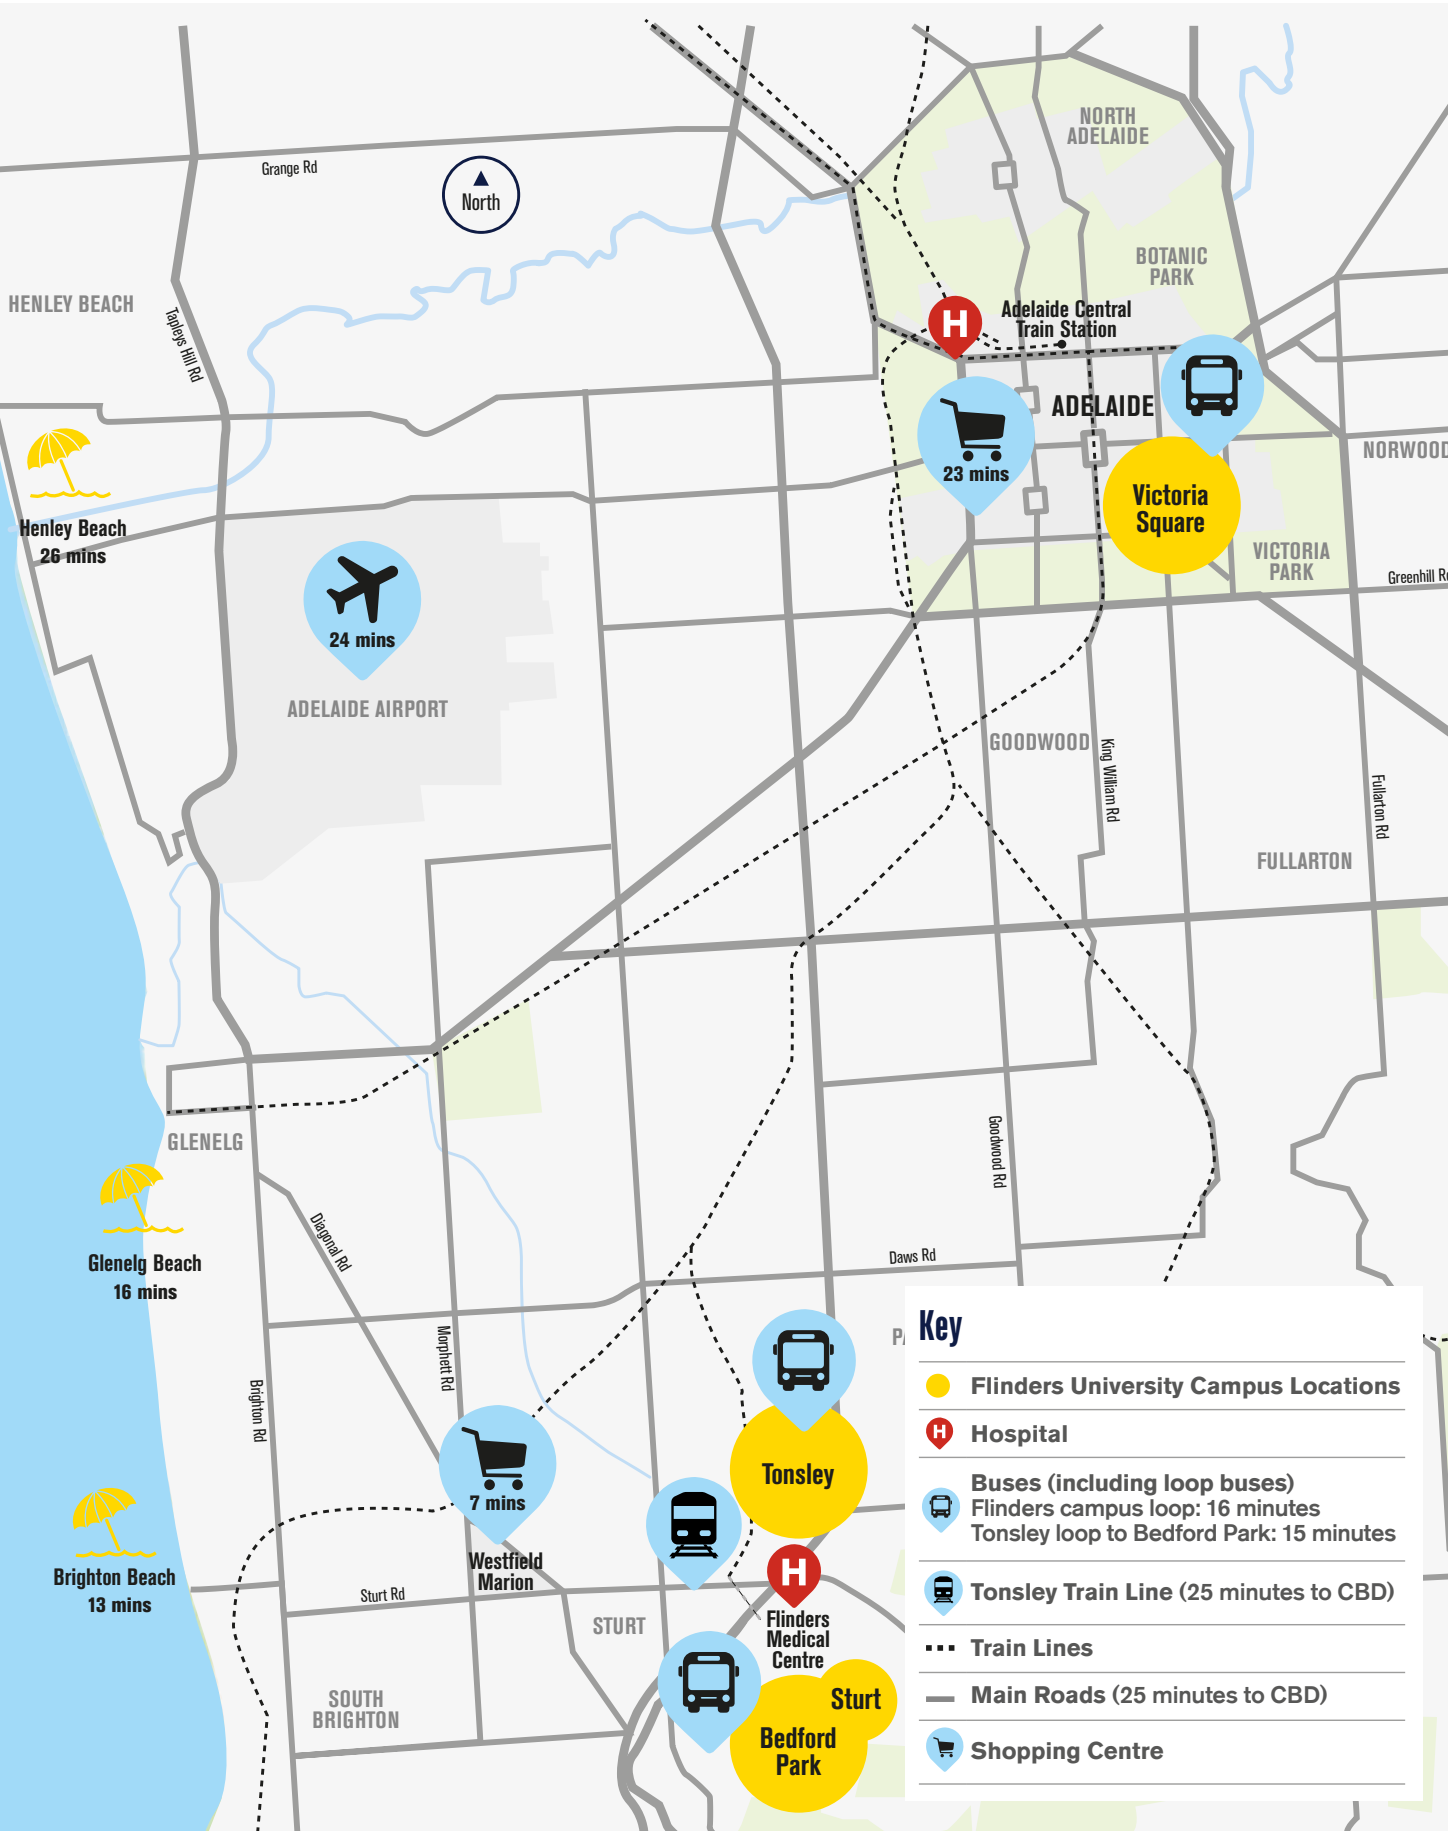 NORTH
ADELAIDE
Grange Rd
North
BOTANIC
PARK
HENLEY BEACH
Tapleys Hill Rd
H
Adelaide Central
Train Station
ADELAIDE
NORWOOD
23 mins
Victoria
Square
Henley Beach
26 mins
VICTORIA
PARK
Greenhill Rd
24 mins
ADELAIDE AIRPORT
GOODWOOD
King William Rd
Fullarton Rd
FULLARTON
GLENELG
Goodwood Rd
Diagonal Rd
Glenelg Beach
16 mins
Daws Rd
Morphett Rd
Brighton Rd
PA
Tonsley
7 mins
Westfield
Marion
Brighton Beach
13 mins
Sturt Rd
H
Flinders
Medical
Centre
STURT
SOUTH
BRIGHTON
Sturt
Bedford
Park
Key
Flinders University Campus Locations
H Hospital
Buses (including loop buses)
Flinders campus loop: 16 minutes
Tonsley loop to Bedford Park: 15 minutes
Tonsley Train Line (25 minutes to CBD)
Train Lines
Main Roads (25 minutes to CBD)
Shopping Centre